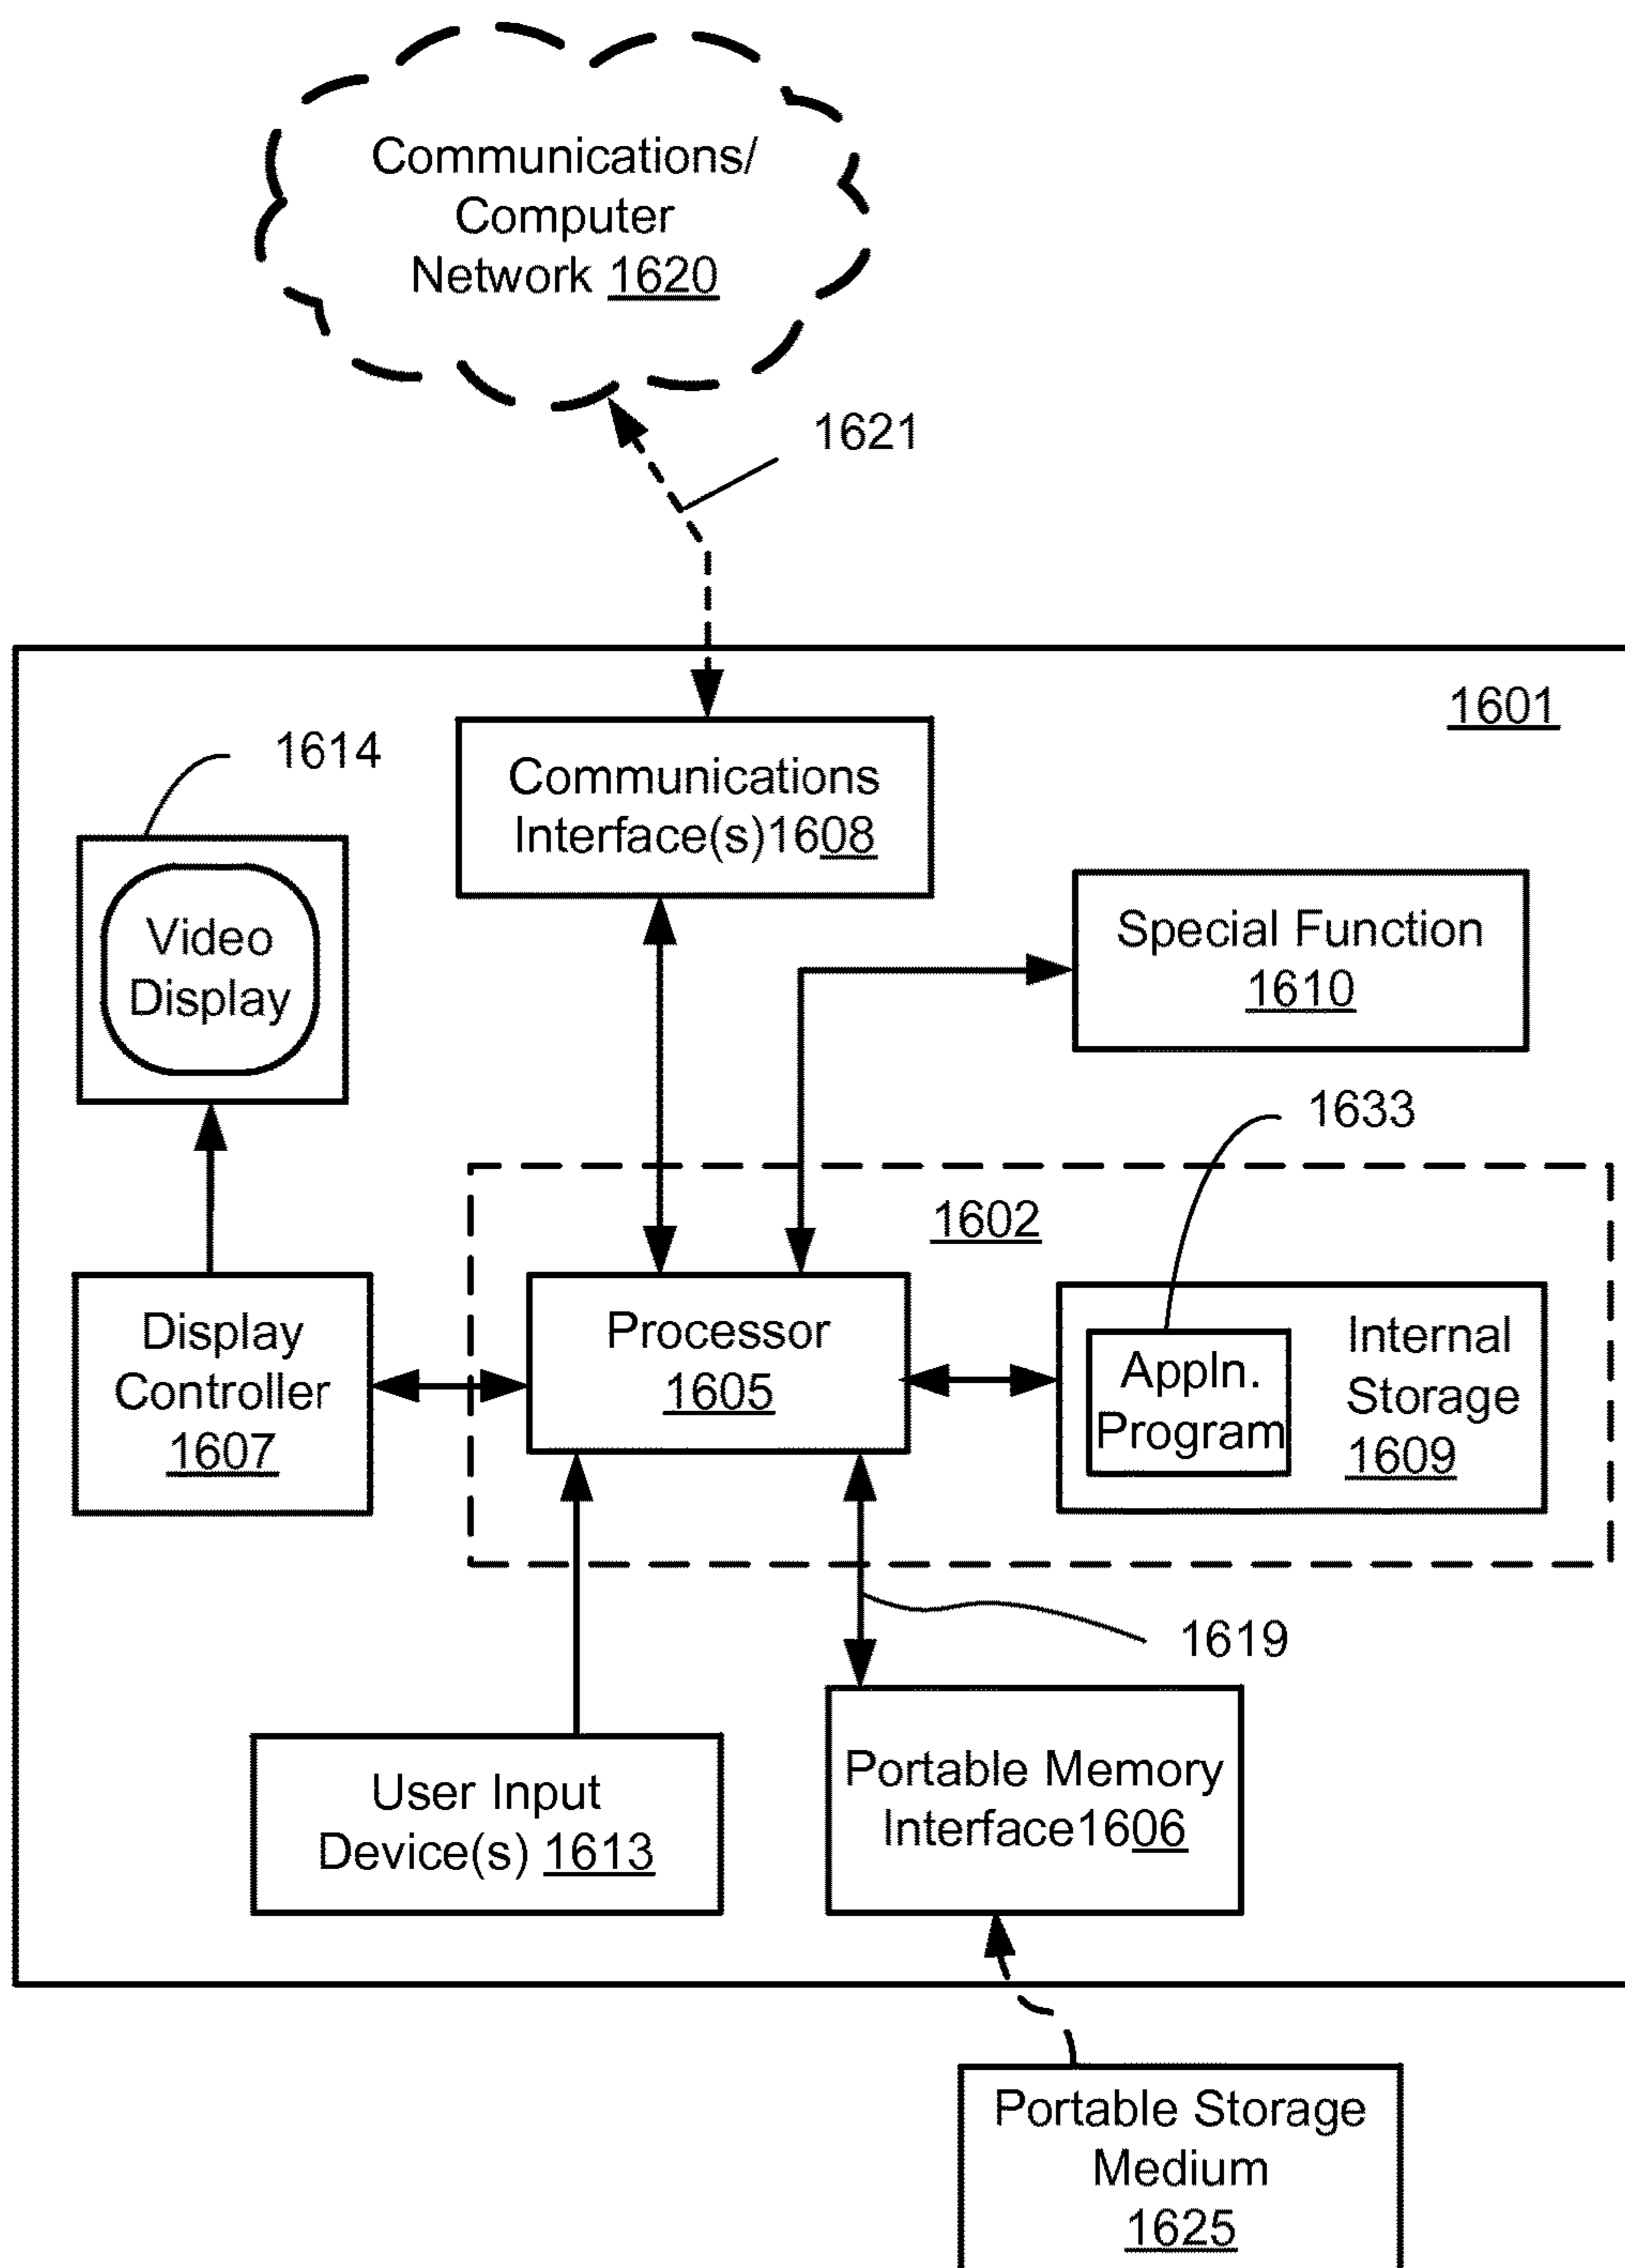 Communications/
Computer
Network 1620
1621
1601
1614
Communications
Interface(s)1608
Video
Display
Special Function
1610
1633
1602
Display
Controller
1607
Processor
1605
Appln.
Program
Internal
Storage
1609
1619
User Input
Device(s) 1613
Portable Memory
Interface1606
Portable Storage
Medium
1625